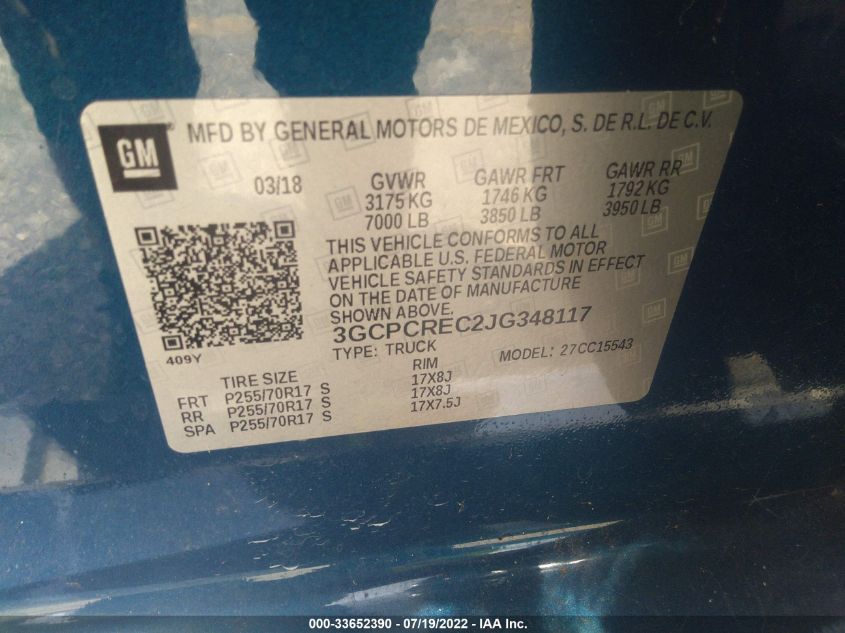 GM MFD BY GENERAL MOTORS DE MEXICO, S. DE R.L. DE C.V.
03/18 GVWR GAWR FRT GAWR RR
3175 KG 1746 KG 1792 KG
7000 LB 3850 LB 3950 LB
THIS VEHICLE CONFORMS TO ALL
APPLICABLE U.S. FEDERAL MOTOR
VEHICLE SAFETY STANDARDS IN EFFECT
ON THE DATE OF MANUFACTURE
SHOWN ABOVE.
3GCPCREC2JG348117
409Y TYPE: TRUCK MODEL: 27CC15543
TIRE SIZE RIM
FRT P255/70R17 S 17X8J
RR P255/70R17 S 17X8J
SPA P255/70R17 S 17X7.5J
000-33652390 - 07/19/2022 - IAA Inc.